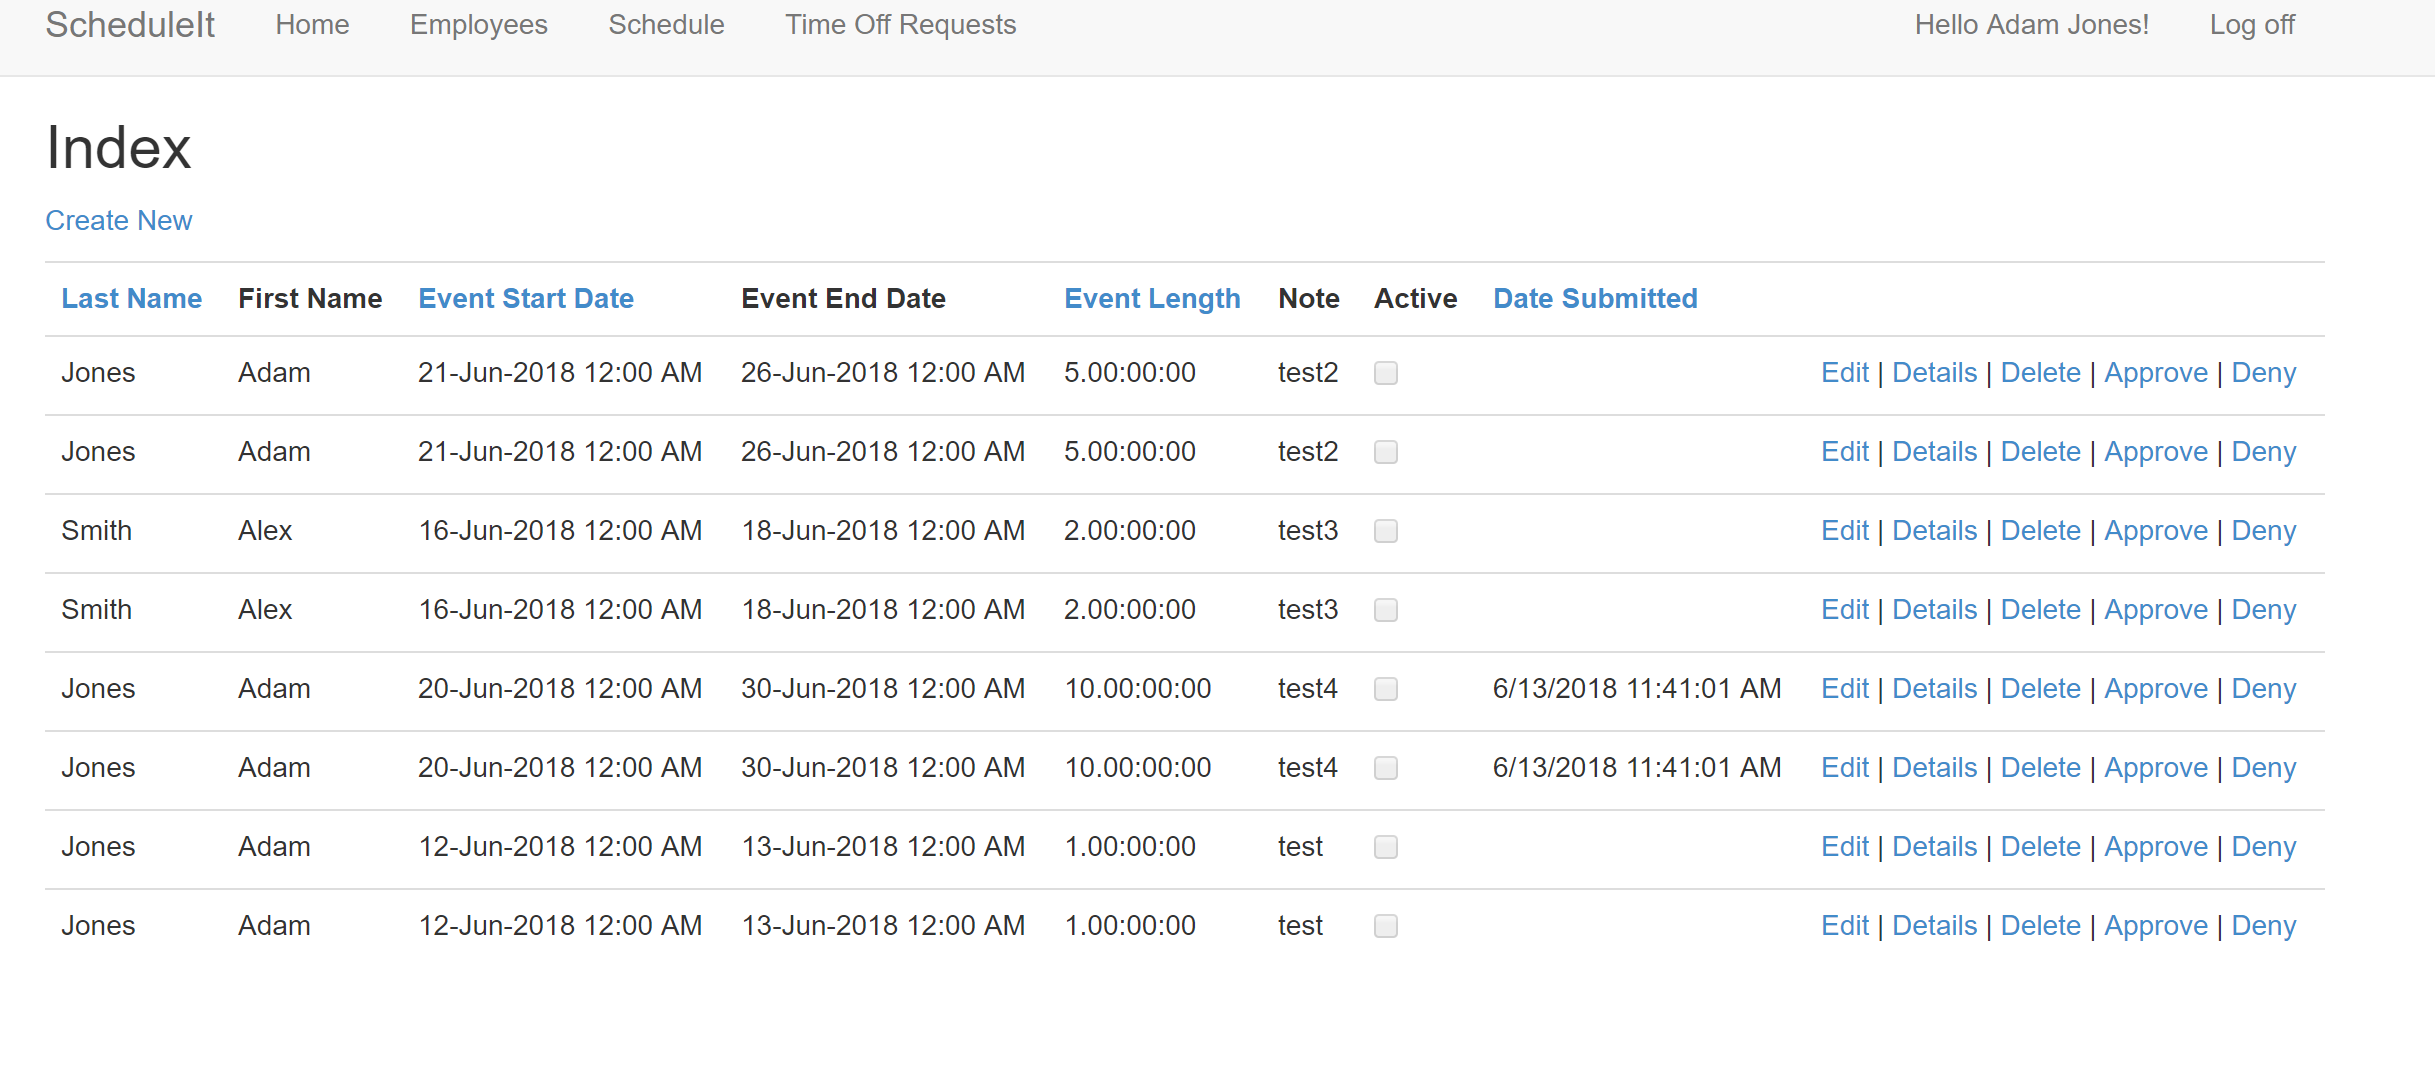 ScheduleIt Home Employees Schedule Time Off Requests Hello Adam Jones! Log off
Index
Create New
Last Name First Name Event Start Date Event End Date Event Length Note Active Date Submitted
Jones Adam 21-Jun-2018 12:00 AM 26-Jun-2018 12:00 AM 5.00:00:00 test2 Edit | Details | Delete | Approve | Deny
Jones Adam 21-Jun-2018 12:00 AM 26-Jun-2018 12:00 AM 5.00:00:00 test2 Edit | Details | Delete | Approve | Deny
Smith Alex 16-Jun-2018 12:00 AM 18-Jun-2018 12:00 AM 2.00:00:00 test3 Edit | Details | Delete | Approve | Deny
Smith Alex 16-Jun-2018 12:00 AM 18-Jun-2018 12:00 AM 2.00:00:00 test3 Edit | Details | Delete | Approve | Deny
Jones Adam 20-Jun-2018 12:00 AM 30-Jun-2018 12:00 AM 10.00:00:00 test4 6/13/2018 11:41:01 AM Edit | Details | Delete | Approve | Deny
Jones Adam 20-Jun-2018 12:00 AM 30-Jun-2018 12:00 AM 10.00:00:00 test4 6/13/2018 11:41:01 AM Edit | Details | Delete | Approve | Deny
Jones Adam 12-Jun-2018 12:00 AM 13-Jun-2018 12:00 AM 1.00:00:00 test Edit | Details | Delete | Approve | Deny
Jones Adam 12-Jun-2018 12:00 AM 13-Jun-2018 12:00 AM 1.00:00:00 test Edit | Details | Delete | Approve | Deny